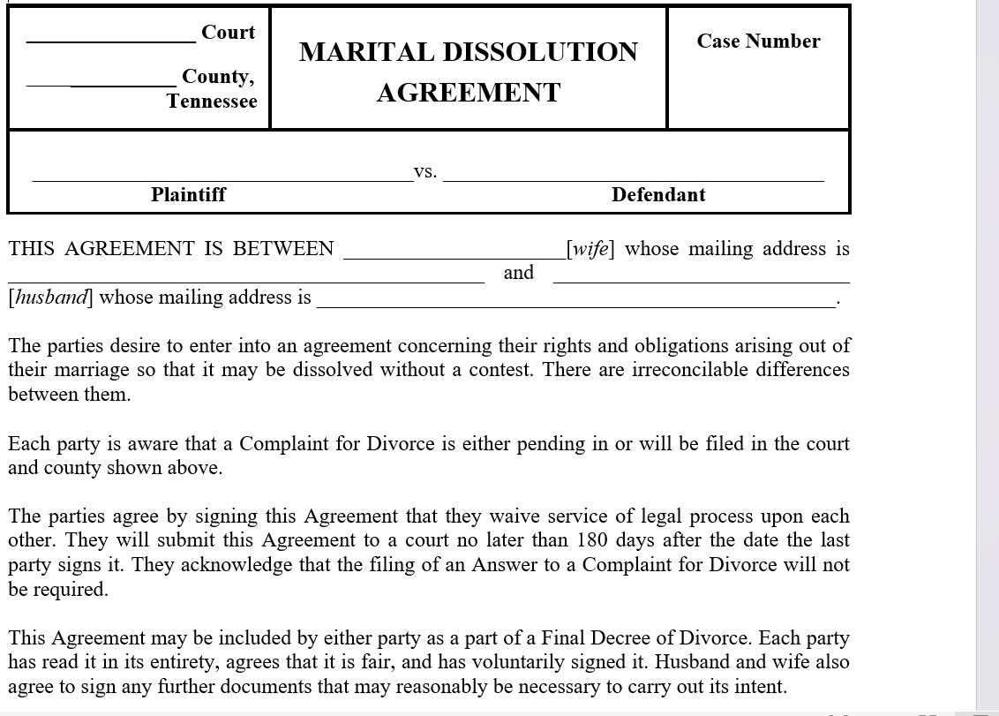 _______________ Court
_______________ County,
Tennessee
MARITAL DISSOLUTION
AGREEMENT
Case Number
____________________________________vs. ____________________________________
Plaintiff
Defendant
THIS AGREEMENT IS BETWEEN _____________________[wife] whose mailing address is
_____________________________________________ and ____________________________
[husband] whose mailing address is _________________________________________________.
The parties desire to enter into an agreement concerning their rights and obligations arising out of
their marriage so that it may be dissolved without a contest. There are irreconcilable differences
between them.
Each party is aware that a Complaint for Divorce is either pending in or will be filed in the court
and county shown above.
The parties agree by signing this Agreement that they waive service of legal process upon each
other. They will submit this Agreement to a court no later than 180 days after the date the last
party signs it. They acknowledge that the filing of an Answer to a Complaint for Divorce will not
be required.
This Agreement may be included by either party as a part of a Final Decree of Divorce. Each party
has read it in its entirety, agrees that it is fair, and has voluntarily signed it. Husband and wife also
agree to sign any further documents that may reasonably be necessary to carry out its intent.